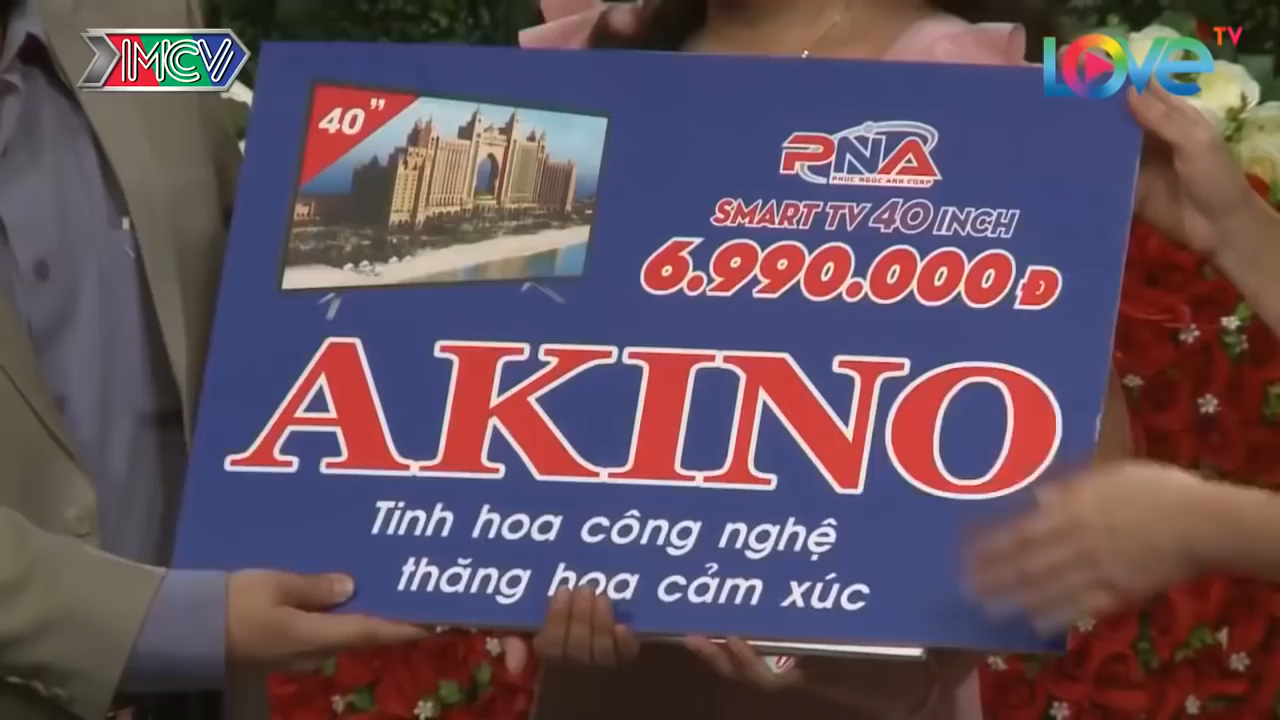 MCV
LOVE TV
40"
PNA
PHUC NGOC ANH CORP
SMART TV 40 INCH
6.990.000 Đ
AKINO
Tinh hoa công nghệ
thăng hoa cảm xúc